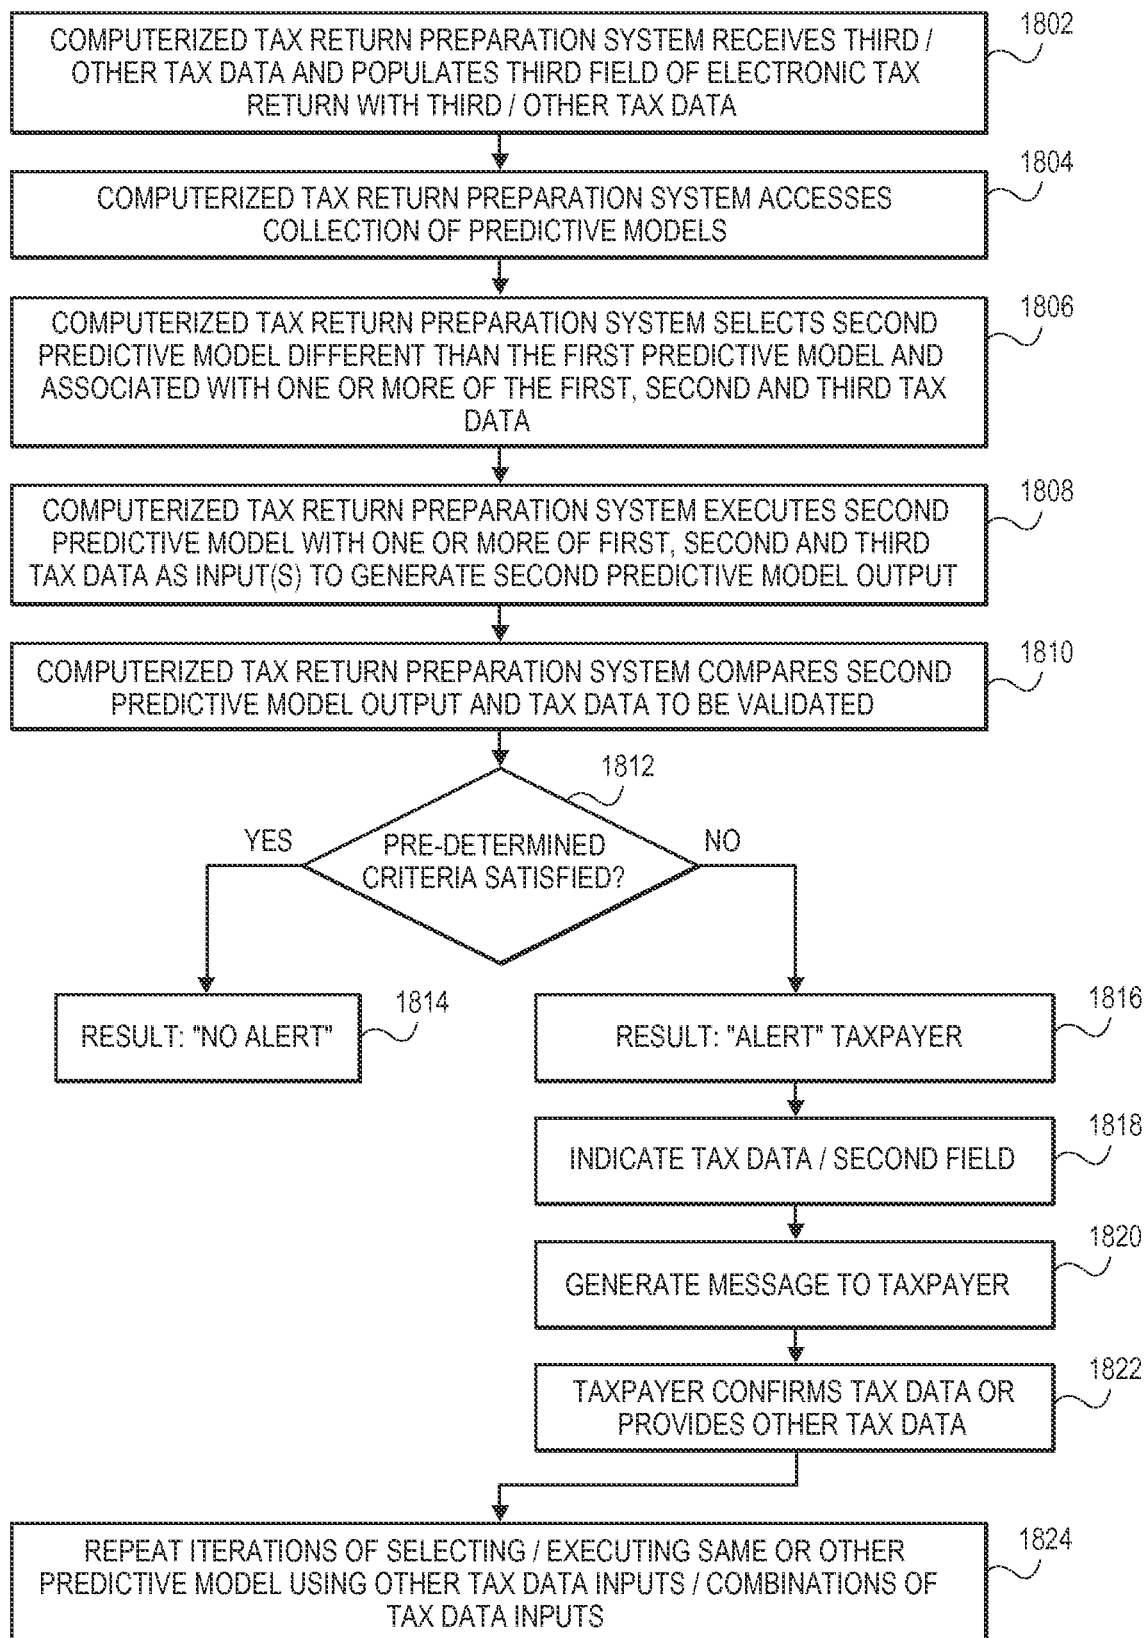 1802
COMPUTERIZED TAX RETURN PREPARATION SYSTEM RECEIVES THIRD /
OTHER TAX DATA AND POPULATES THIRD FIELD OF ELECTRONIC TAX
RETURN WITH THIRD / OTHER TAX DATA
1804
COMPUTERIZED TAX RETURN PREPARATION SYSTEM ACCESSES
COLLECTION OF PREDICTIVE MODELS
1806
COMPUTERIZED TAX RETURN PREPARATION SYSTEM SELECTS SECOND
PREDICTIVE MODEL DIFFERENT THAN THE FIRST PREDICTIVE MODEL AND
ASSOCIATED WITH ONE OR MORE OF THE FIRST, SECOND AND THIRD TAX
DATA
1808
COMPUTERIZED TAX RETURN PREPARATION SYSTEM EXECUTES SECOND
PREDICTIVE MODEL WITH ONE OR MORE OF FIRST, SECOND AND THIRD
TAX DATA AS INPUT(S) TO GENERATE SECOND PREDICTIVE MODEL OUTPUT
1810
COMPUTERIZED TAX RETURN PREPARATION SYSTEM COMPARES SECOND
PREDICTIVE MODEL OUTPUT AND TAX DATA TO BE VALIDATED
1812
YES
NO
PRE-DETERMINED
CRITERIA SATISFIED?
1814
RESULT: "NO ALERT"
1816
RESULT: "ALERT" TAXPAYER
1818
INDICATE TAX DATA / SECOND FIELD
1820
GENERATE MESSAGE TO TAXPAYER
1822
TAXPAYER CONFIRMS TAX DATA OR
PROVIDES OTHER TAX DATA
1824
REPEAT ITERATIONS OF SELECTING / EXECUTING SAME OR OTHER
PREDICTIVE MODEL USING OTHER TAX DATA INPUTS / COMBINATIONS OF
TAX DATA INPUTS